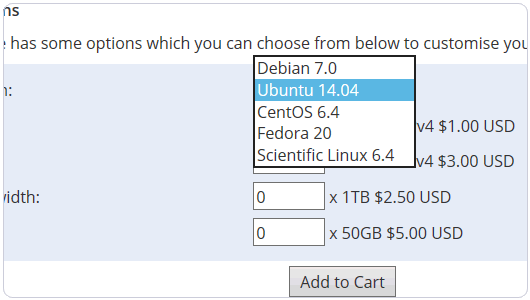 ns
e has some options which you can choose from below to customise you
n:
Debian 7.0
Ubuntu 14.04
CentOS 6.4
Fedora 20
Scientific Linux 6.4
v4 $1.00 USD
v4 $3.00 USD
width:
0
x 1TB $2.50 USD
0
x 50GB $5.00 USD
Add to Cart